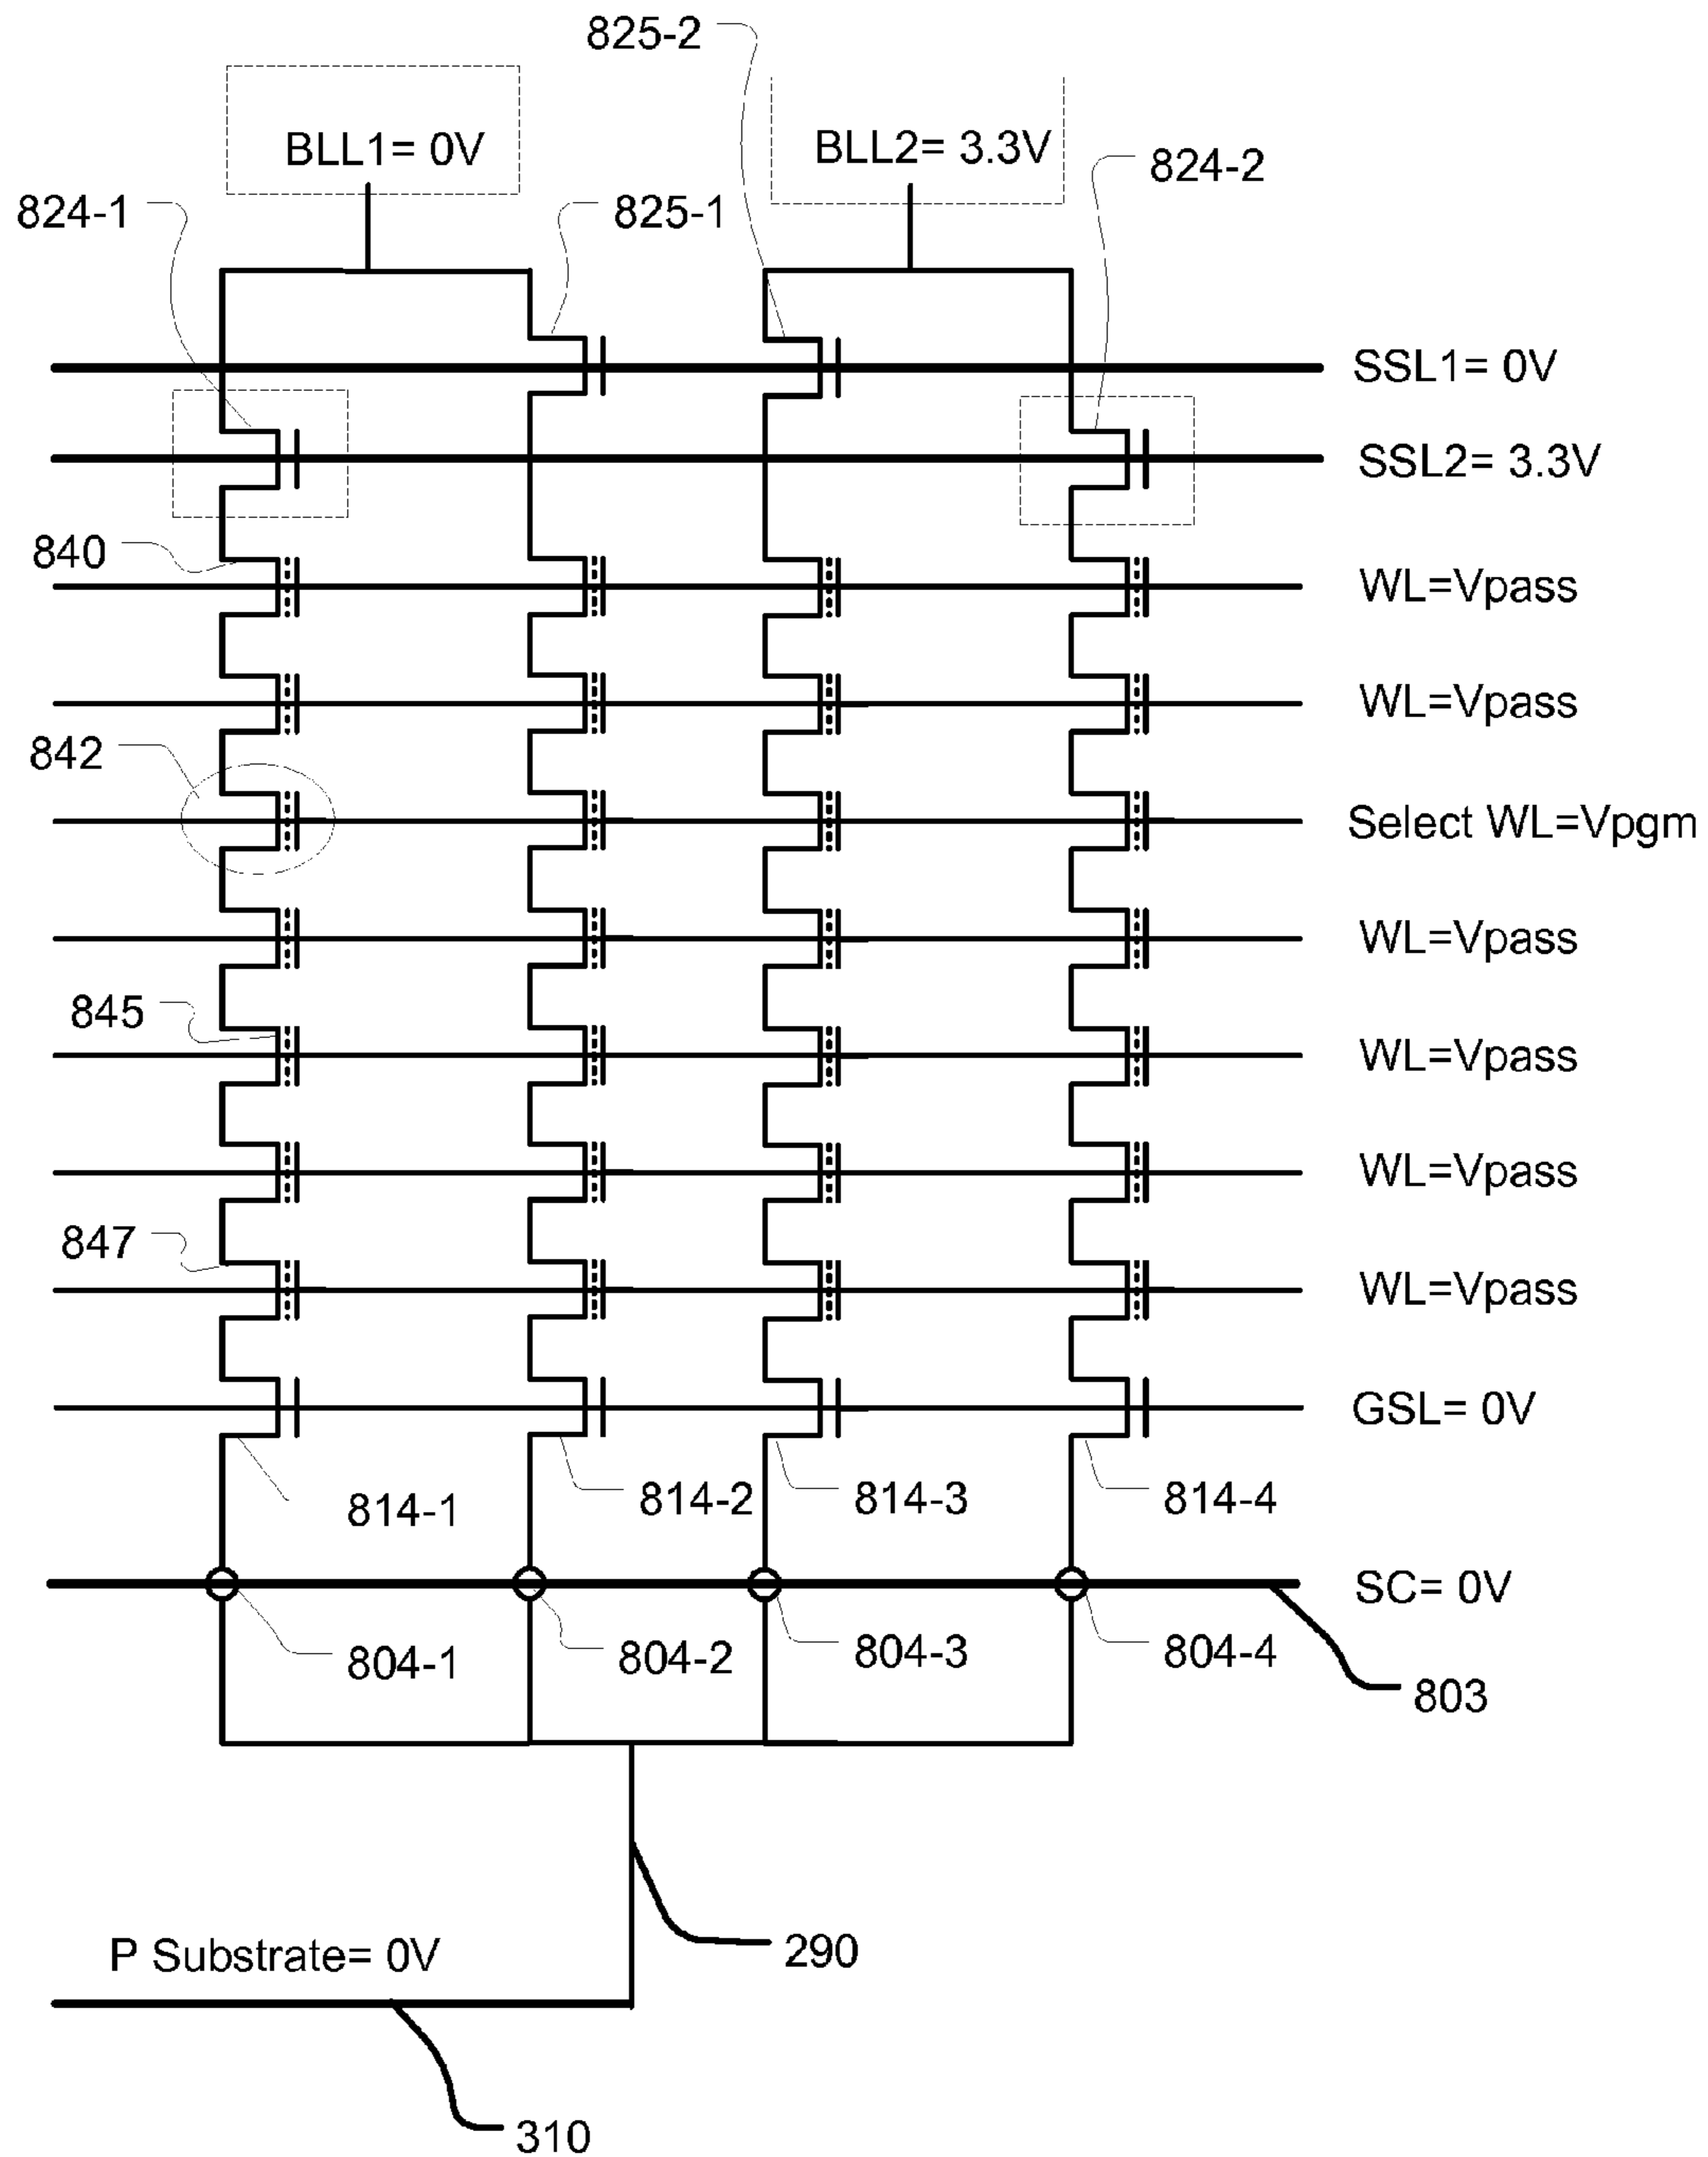 825-2
BLL1= 0V
BLL2= 3.3V
824-2
824-1
825-1
SSL1= 0V
SSL2= 3.3V
840
WL=Vpass
WL=Vpass
842
Select WL=Vpgm
WL=Vpass
845
WL=Vpass
WL=Vpass
847
WL=Vpass
GSL= 0V
814-1
814-2
814-3
814-4
SC= 0V
804-1
804-2
804-3
804-4
803
P Substrate= 0V
290
310